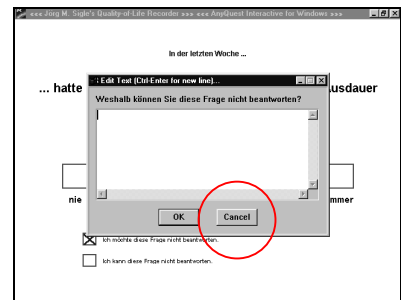 ««« Jörg M. Sigle's Quality-of-Life Recorder »»» ««« AnyQuest Interactive for Windows »»»
In der letzten Woche ...
... hatte
usdauer
Edit Text (Ctrl-Enter for new line)...
Weshalb können Sie diese Frage nicht beantworten?
nie
mmer
OK
Cancel
Ich möchte diese Frage nicht beantworten.
Ich kann diese Frage nicht beantworten.